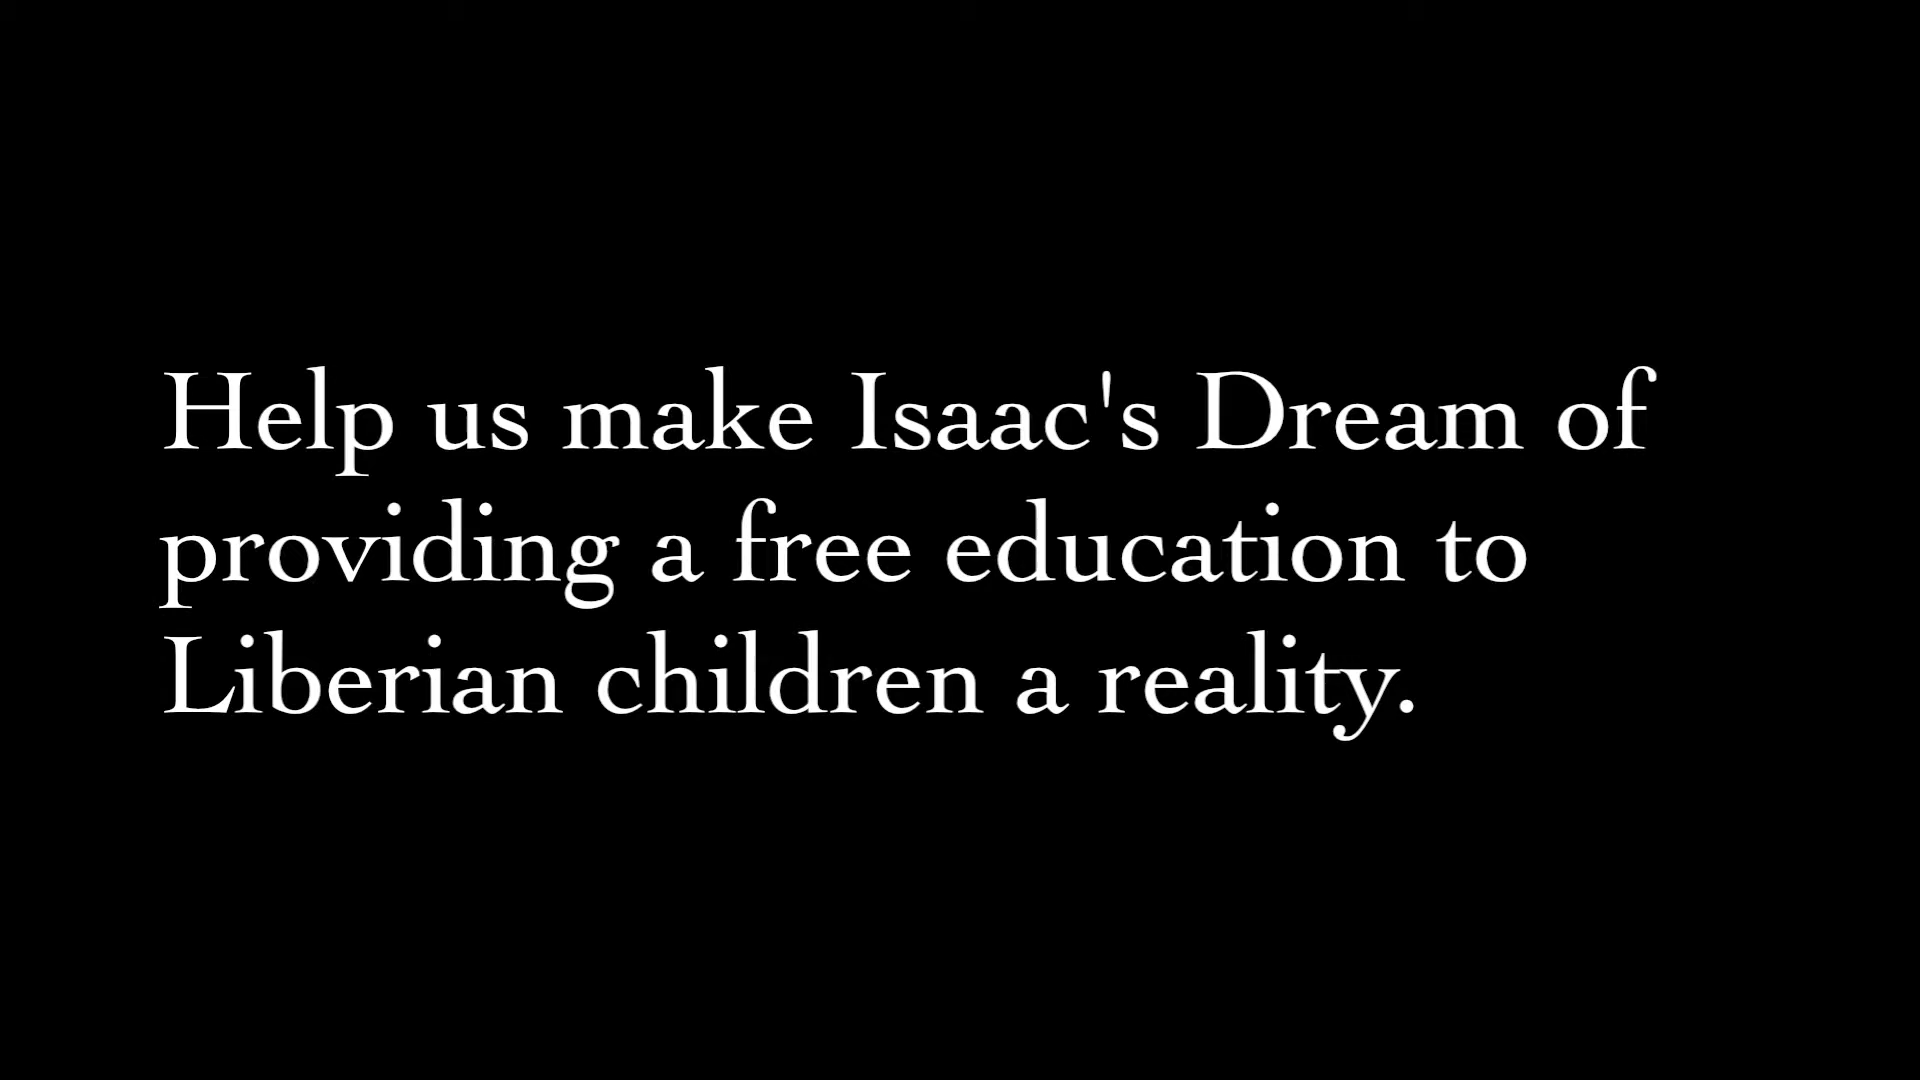 Help us make Isaac's Dream of
providing a free education to
Liberian children a reality.